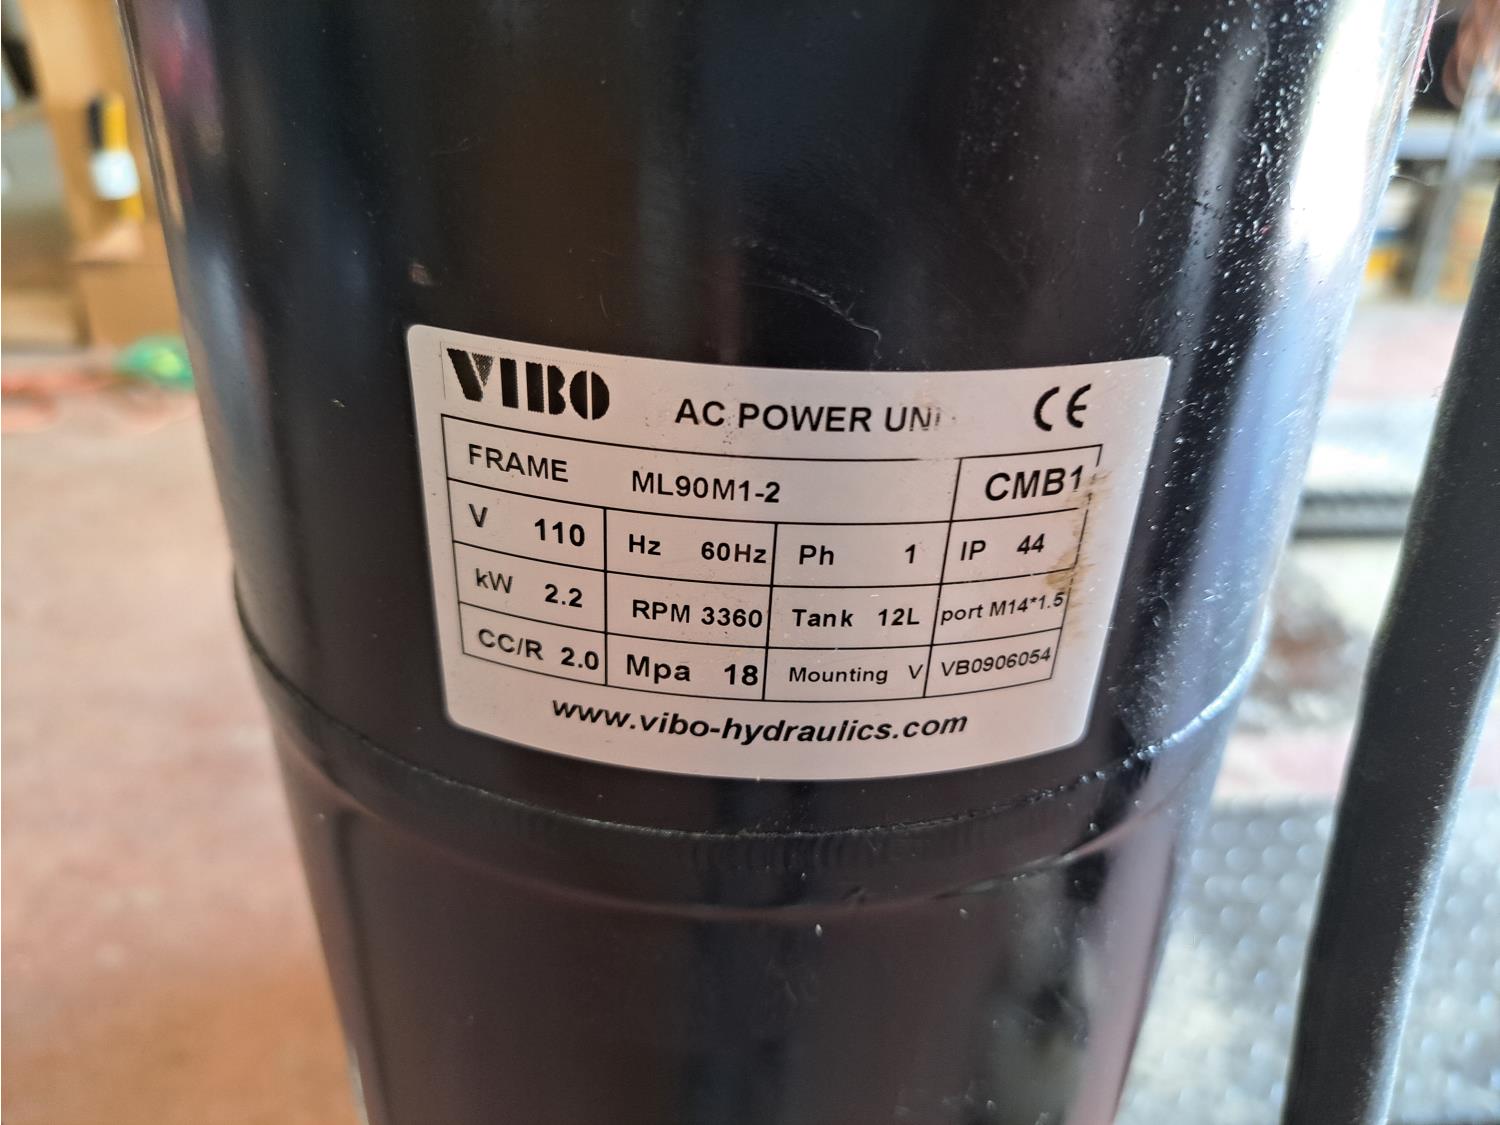 VIBO
AC POWER UNI
CE
FRAME ML90M1-2 CMB1
V 110 Hz 60Hz Ph 1 IP 44
kW 2.2 RPM 3360 Tank 12L port M14*1.5
CC/R 2.0 Mpa 18 Mounting V VB0906054
www.vibo-hydraulics.com